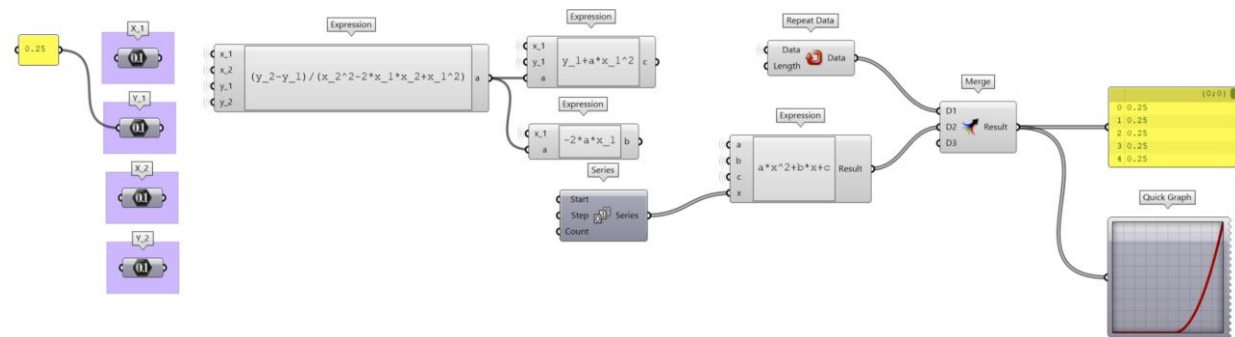 0.25
X_1
0.1
Y_1
0.1
X_2
0.1
Y_2
0.1
Expression
x_1
x_2
y_1
y_2
(y_2-y_1)/(x_2^2-2*x_1*x_2+x_1^2)
a
Expression
x_1
y_1
a
y_1+a*x_1^2
c
Expression
x_1
a
-2*a*x_1
b
Series
Start
Step
Count
Series
Repeat Data
Data
Length
Data
Expression
a
b
c
x
a*x^2+b*x+c
Result
Merge
D1
D2
D3
Result
{0;0}
0 0.25
1 0.25
2 0.25
3 0.25
4 0.25
Quick Graph